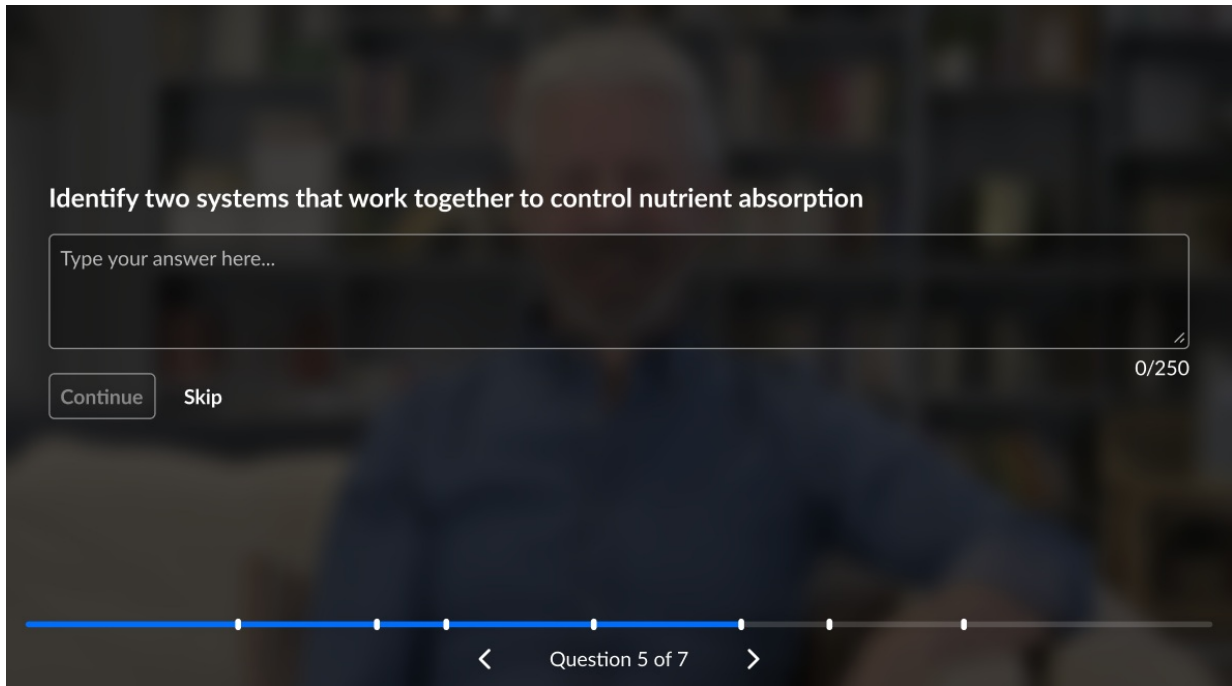 Identify two systems that work together to control nutrient absorption
Type your answer here...
0/250
Continue Skip
Question 5 of 7